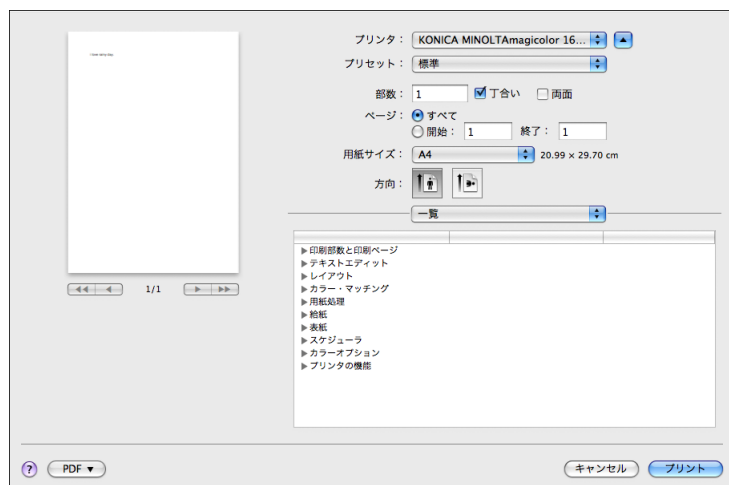 プリンタ： KONICA MINOLTAmagicolor 16...
プリセット： 標準
部数： 1 丁合い 両面
ページ： すべて
開始： 1 終了： 1
用紙サイズ： A4 20.99 × 29.70 cm
方向：
一覧
▶印刷部数と印刷ページ
▶テキストエディット
▶レイアウト
▶カラー・マッチング
▶用紙処理
▶給紙
▶表紙
▶スケジューラ
▶カラーオプション
▶プリンタの機能
1/1
? PDF ▼ キャンセル プリント